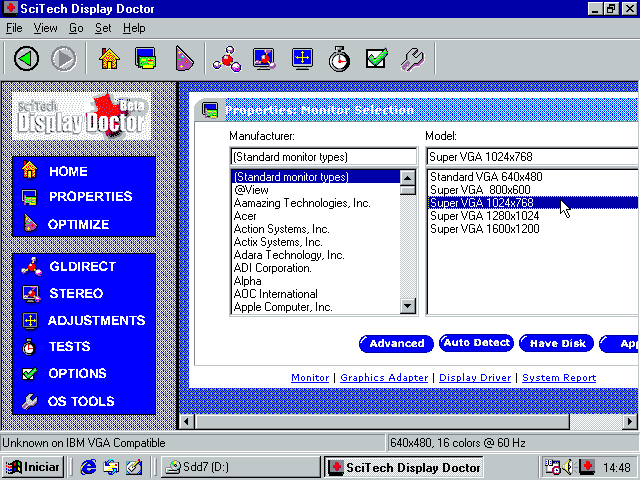 SciTech Display Doctor
File View Go Set Help
SciTech
Beta
Display Doctor
HOME
PROPERTIES
OPTIMIZE
GLDIRECT
STEREO
ADJUSTMENTS
TESTS
OPTIONS
OS TOOLS
Properties: Monitor Selection
Manufacturer:
(Standard monitor types)
(Standard monitor types)
@View
Aamazing Technologies, Inc.
Acer
Action Systems, Inc.
Actix Systems, Inc.
Adara Technology, Inc.
ADI Corporation.
Alpha
AOC International
Apple Computer, Inc.
Model:
Super VGA 1024x768
Standard VGA 640x480
Super VGA 800x600
Super VGA 1024x768
Super VGA 1280x1024
Super VGA 1600x1200
Advanced Auto Detect Have Disk App
Monitor | Graphics Adapter | Display Driver | System Report
Unknown on IBM VGA Compatible 640x480, 16 colors @ 60 Hz
Iniciar Sdd7 (D:) SciTech Display Doctor 14:48